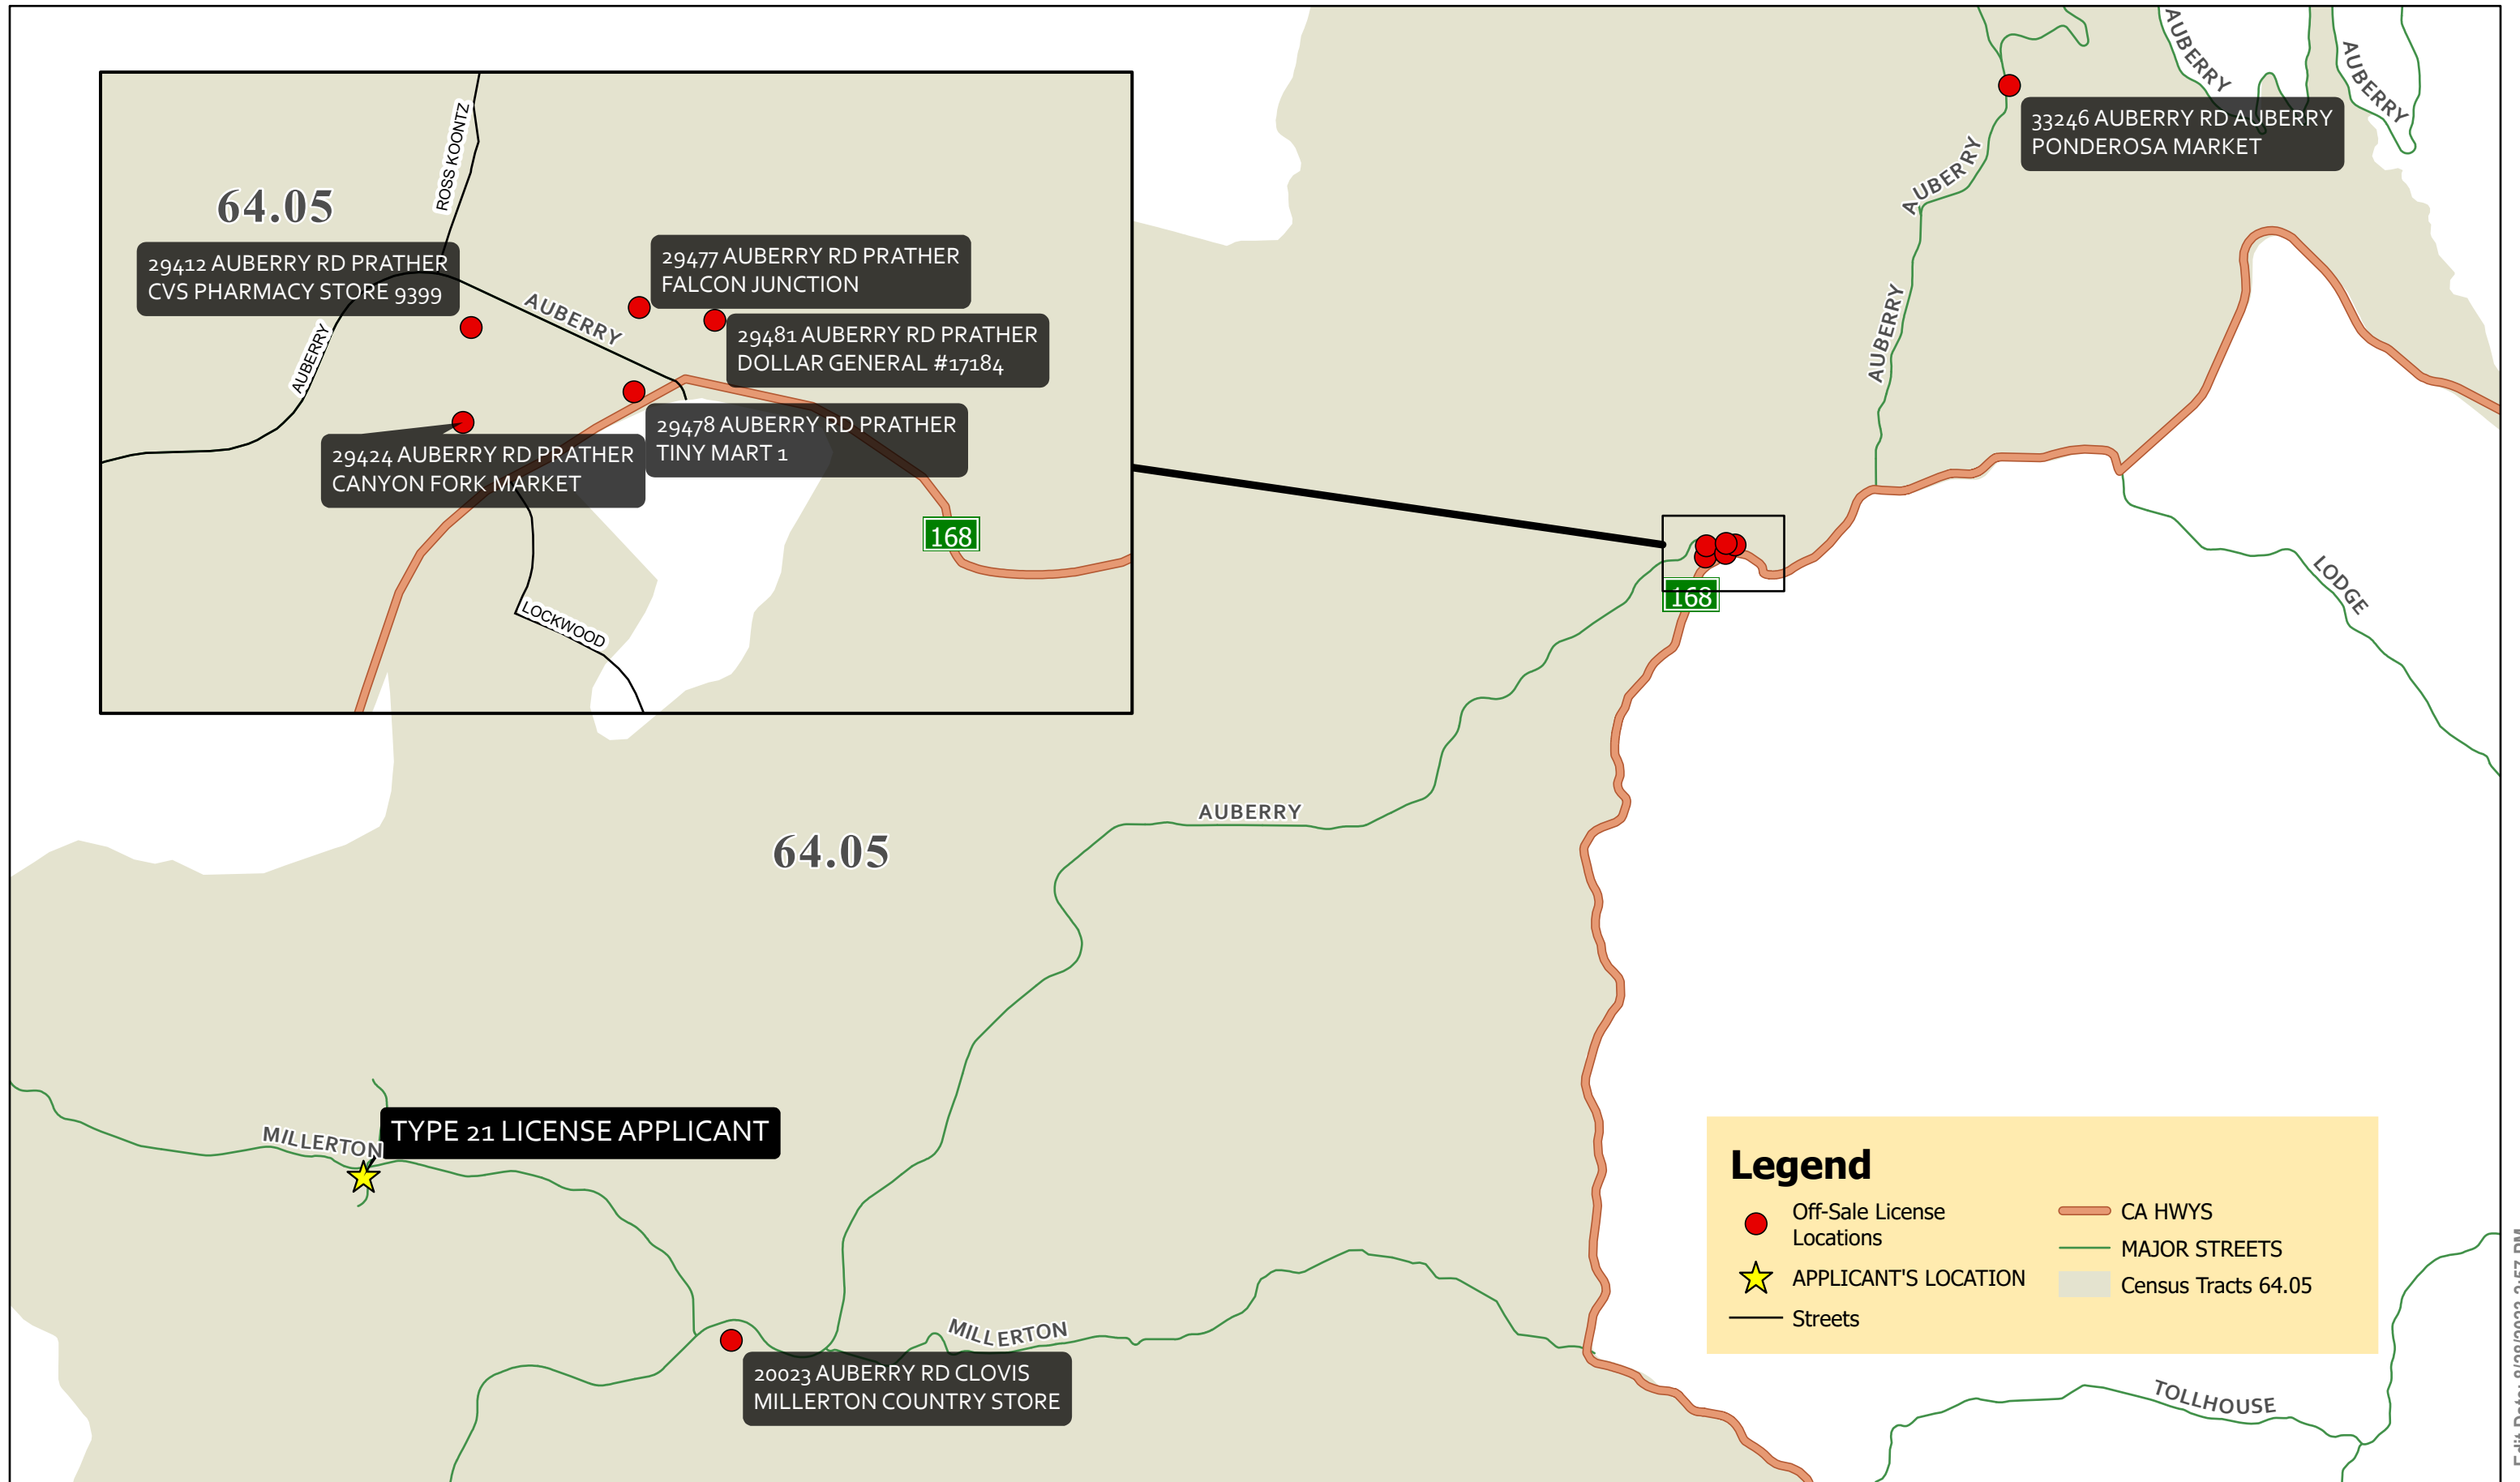 AUBERRY
AUBERRY
33246 AUBERRY RD AUBERRY
PONDEROSA MARKET
AUBERRY
AUBERRY
ROSS KOONTZ
64.05
29412 AUBERRY RD PRATHER
CVS PHARMACY STORE 9399
29477 AUBERRY RD PRATHER
FALCON JUNCTION
AUBERRY
AUBERRY
29481 AUBERRY RD PRATHER
DOLLAR GENERAL #17184
29478 AUBERRY RD PRATHER
TINY MART 1
29424 AUBERRY RD PRATHER
CANYON FORK MARKET
168
LOCKWOOD
168
LODGE
AUBERRY
64.05
MILLERTON
TYPE 21 LICENSE APPLICANT
MILLERTON
20023 AUBERRY RD CLOVIS
MILLERTON COUNTRY STORE
Legend
Off-Sale License
Locations
APPLICANT'S LOCATION
Streets
CA HWYS
MAJOR STREETS
Census Tracts 64.05
TOLLHOUSE